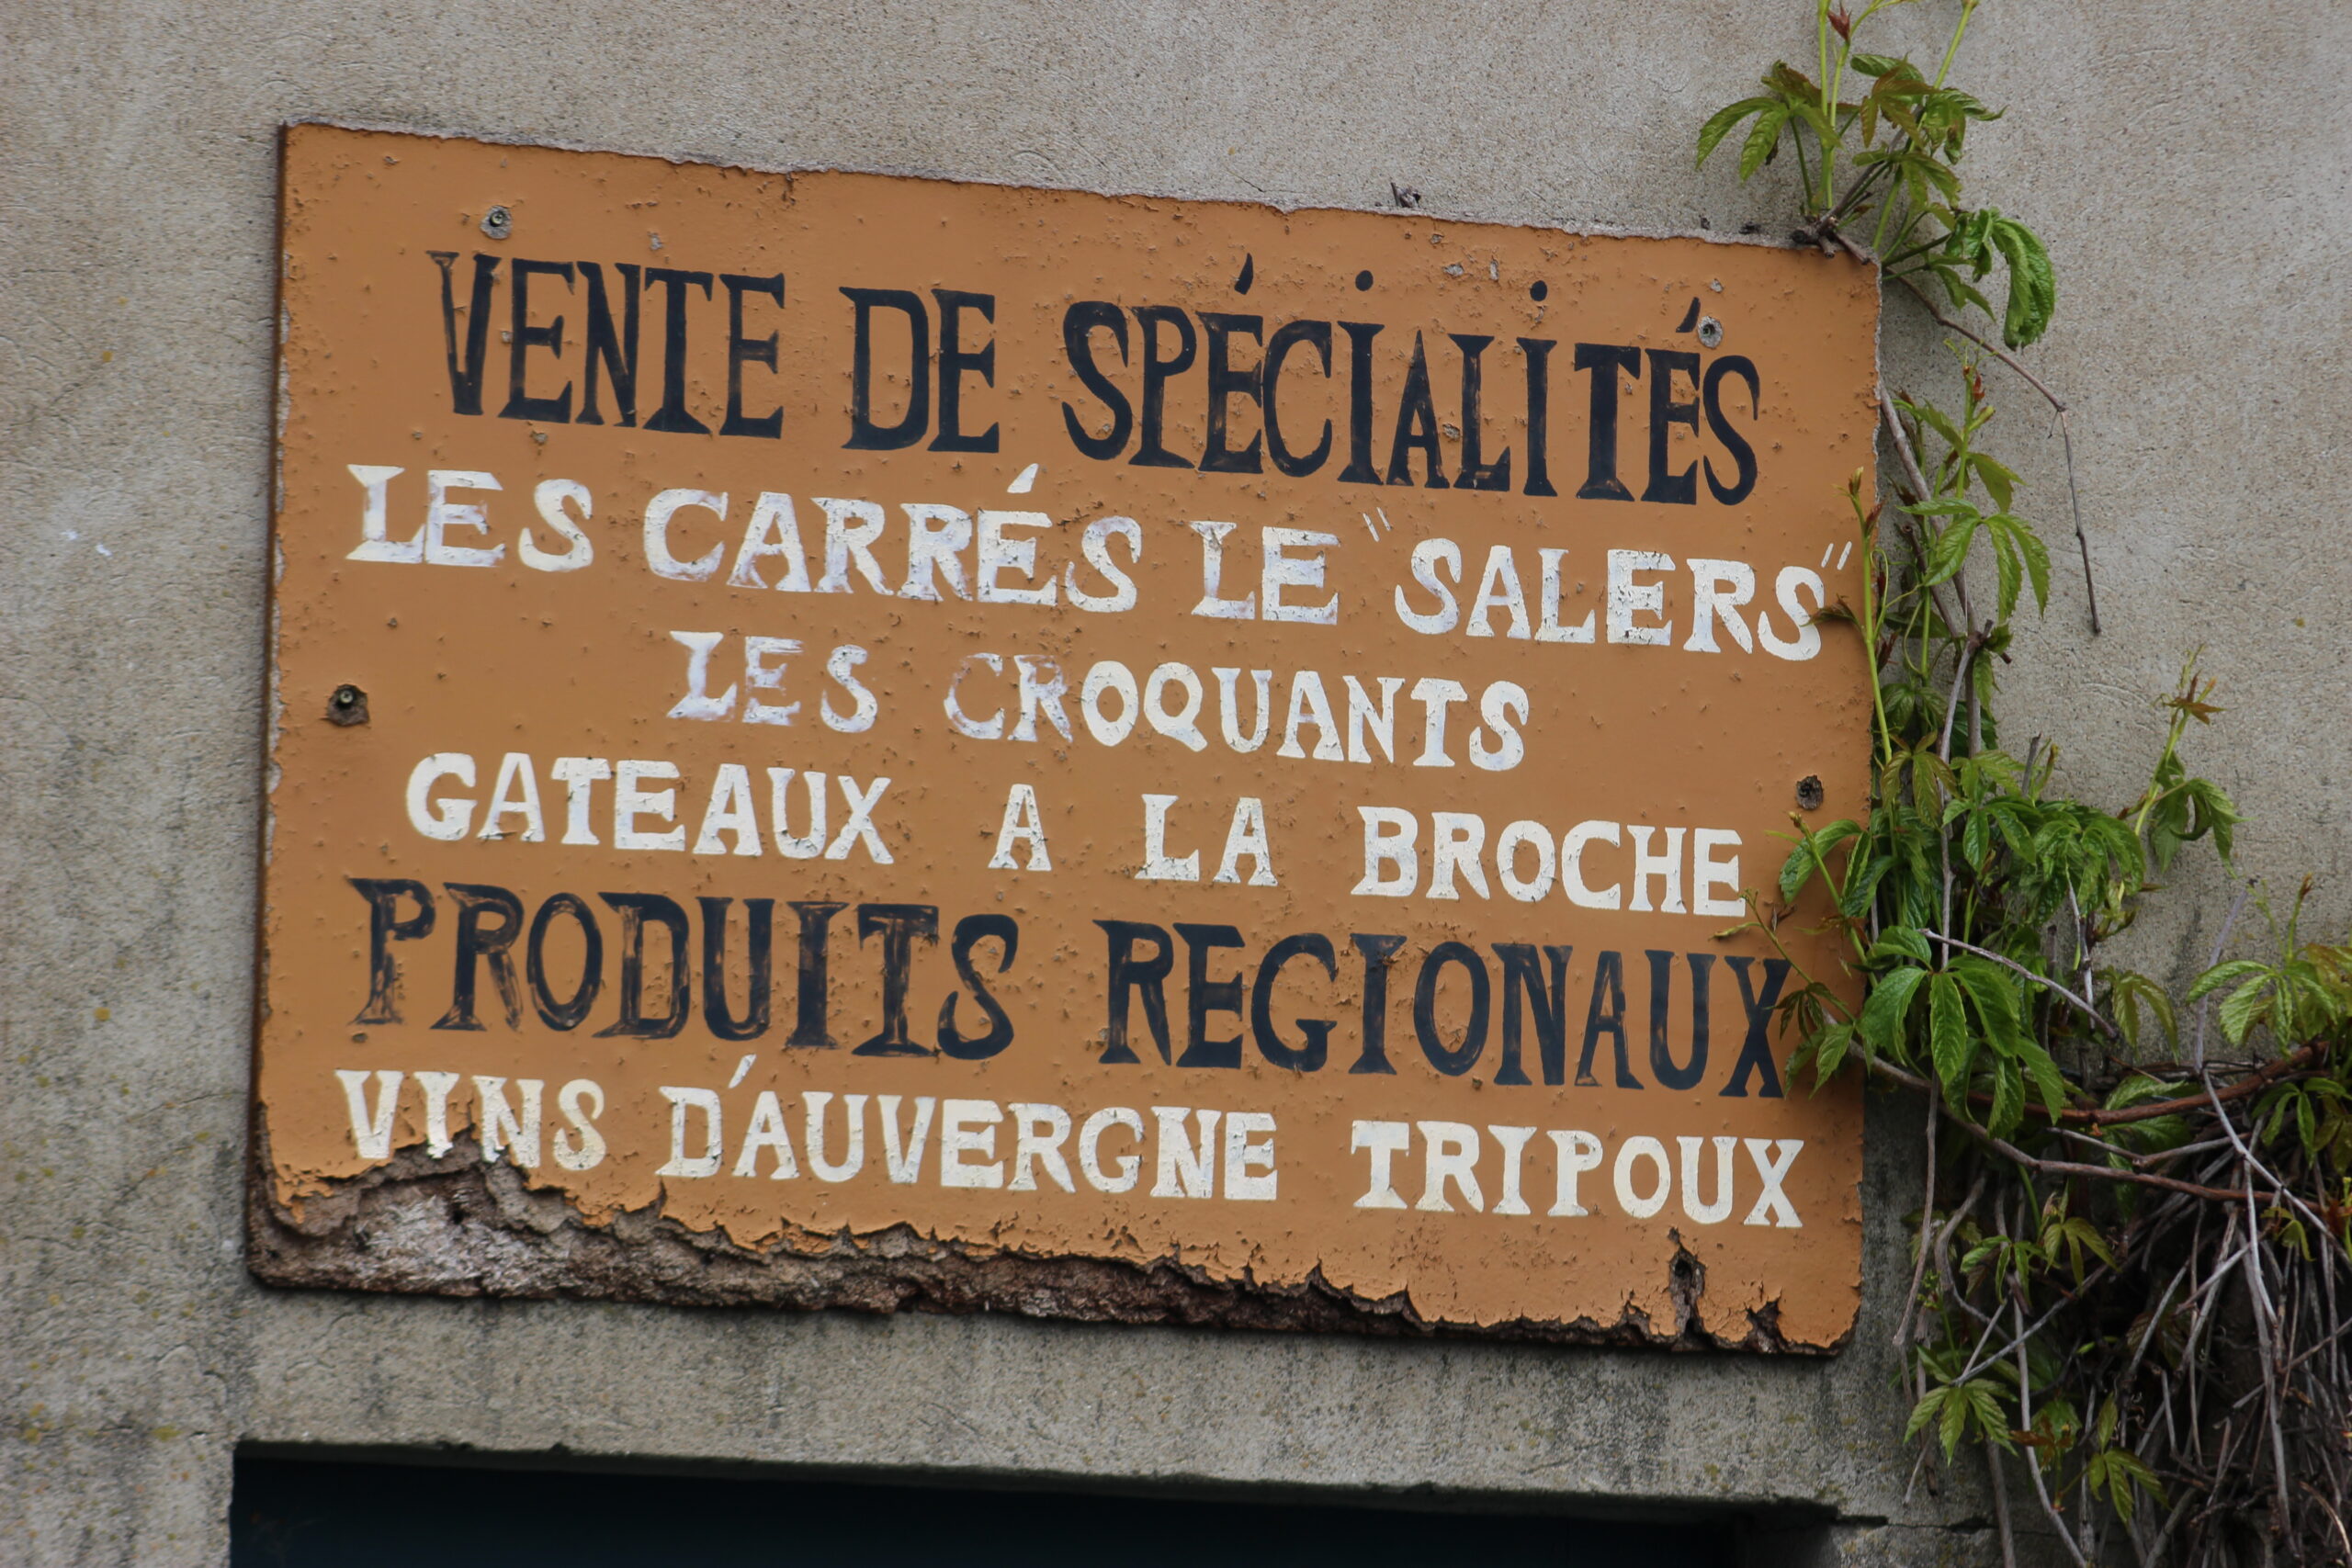 VENTE DE SPÉCIALITÉS
LES CARRÉS LE "SALERS"
LES CROQUANTS
GATEAUX A LA BROCHE
PRODUITS REGIONAUX
VINS D'AUVERGNE TRIPOUX